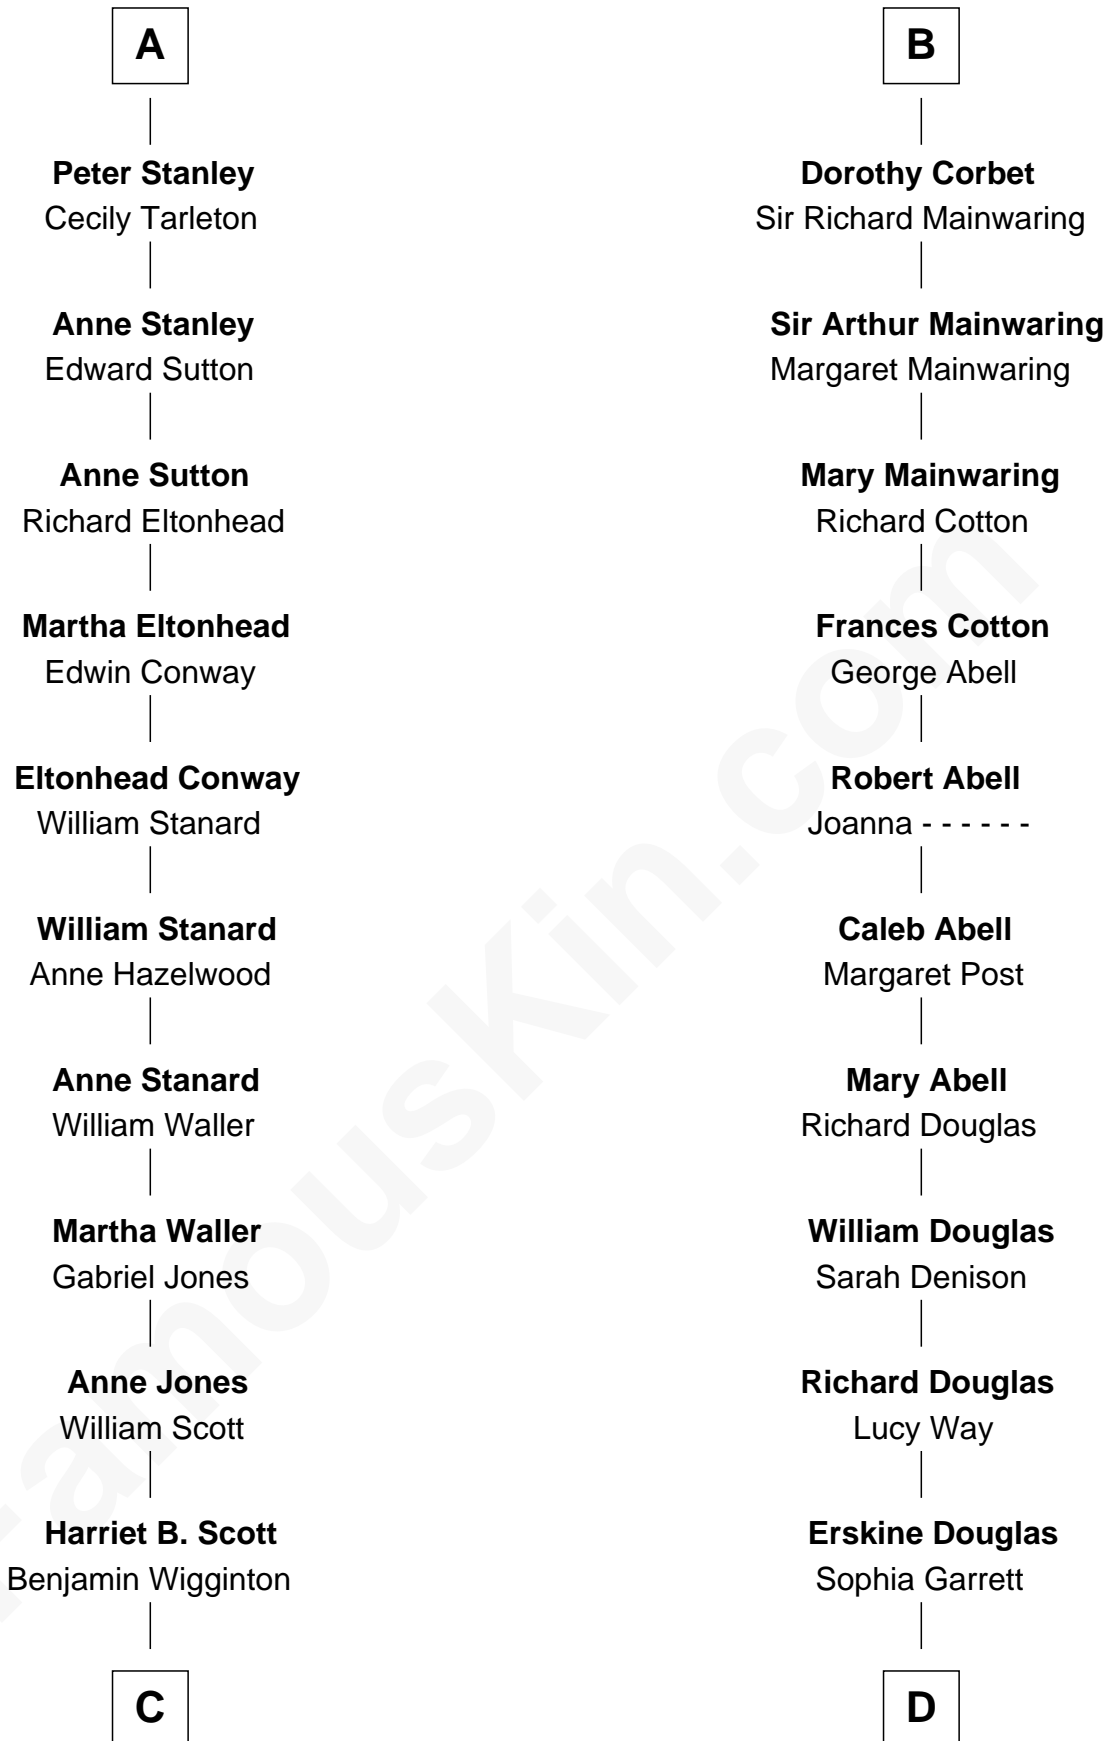 A
Peter Stanley
Cecily Tarleton
Anne Stanley
Edward Sutton
Anne Sutton
Richard Eltonhead
Martha Eltonhead
Edwin Conway
Eltonhead Conway
William Stanard
William Stanard
Anne Hazelwood
Anne Stanard
William Waller
Martha Waller
Gabriel Jones
Anne Jones
William Scott
Harriet B. Scott
Benjamin Wigginton
C
B
Dorothy Corbet
Sir Richard Mainwaring
Sir Arthur Mainwaring
Margaret Mainwaring
Mary Mainwaring
Richard Cotton
Frances Cotton
George Abell
Robert Abell
Joanna - - - - - -
Caleb Abell
Margaret Post
Mary Abell
Richard Douglas
William Douglas
Sarah Denison
Richard Douglas
Lucy Way
Erskine Douglas
Sophia Garrett
D
FamousKin.com